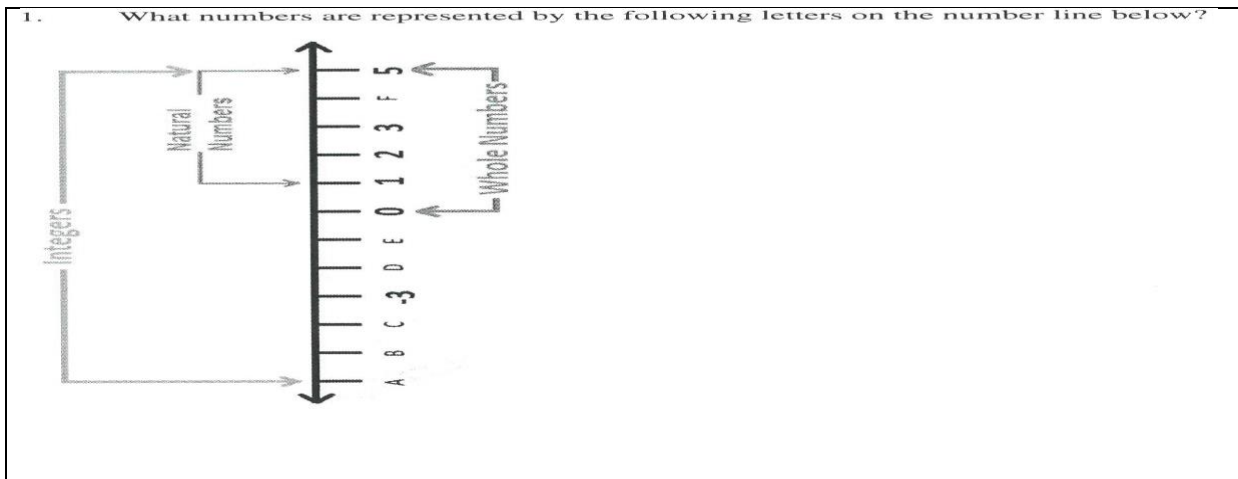 1. What numbers are represented by the following letters on the number line below?
Integers
Natural
Numbers
A B C -3 D E 0 1 2 3 F 5
Whole Numbers